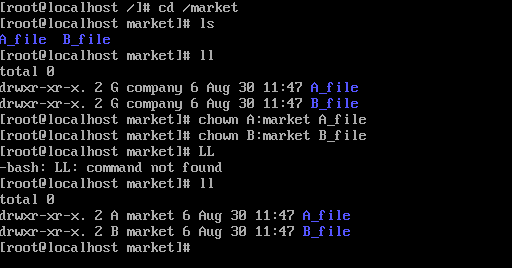 [root@localhost /]# cd /market
[root@localhost market]# ls
A_file  B_file
[root@localhost market]# ll
total 0
drwxr-xr-x. 2 G company 6 Aug 30 11:47 A_file
drwxr-xr-x. 2 G company 6 Aug 30 11:47 B_file
[root@localhost market]# chown A:market A_file
[root@localhost market]# chown B:market B_file
[root@localhost market]# LL
-bash: LL: command not found
[root@localhost market]# ll
total 0
drwxr-xr-x. 2 A market 6 Aug 30 11:47 A_file
drwxr-xr-x. 2 B market 6 Aug 30 11:47 B_file
[root@localhost market]#